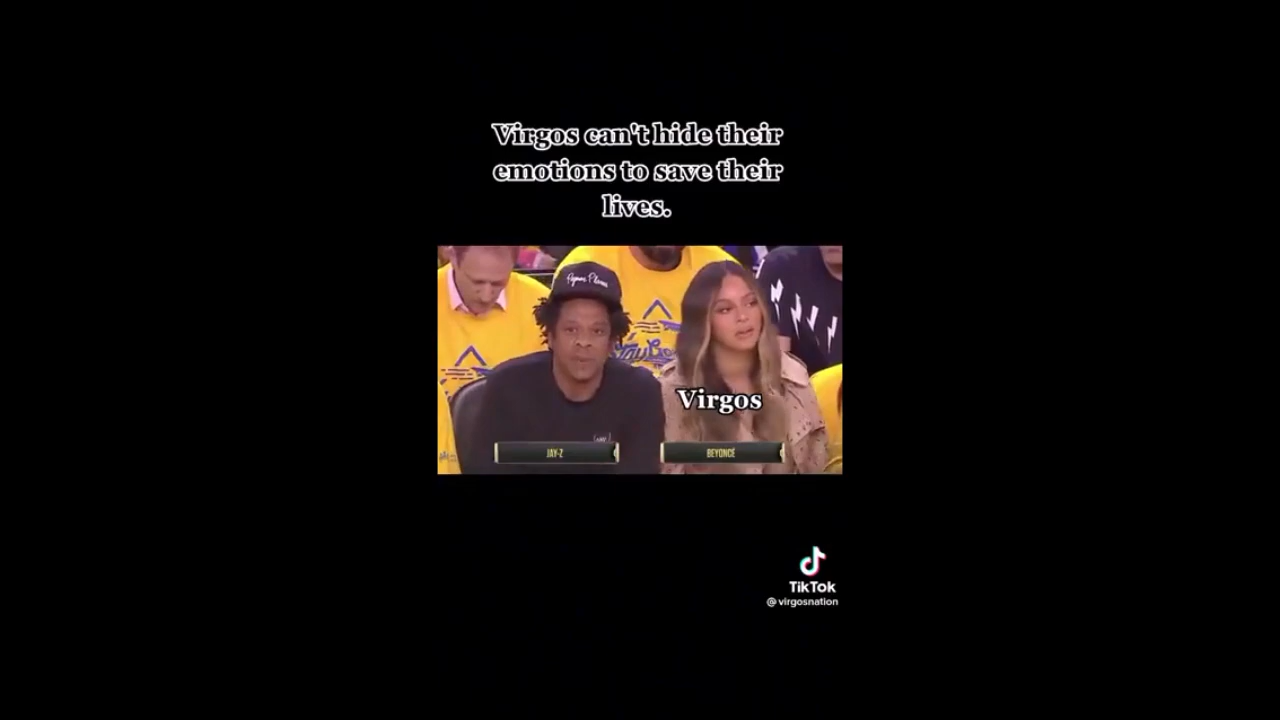 Virgos can't hide their
emotions to save their
lives.
Virgos
JAY-Z
BEYONCÉ
TikTok
@virgosnation